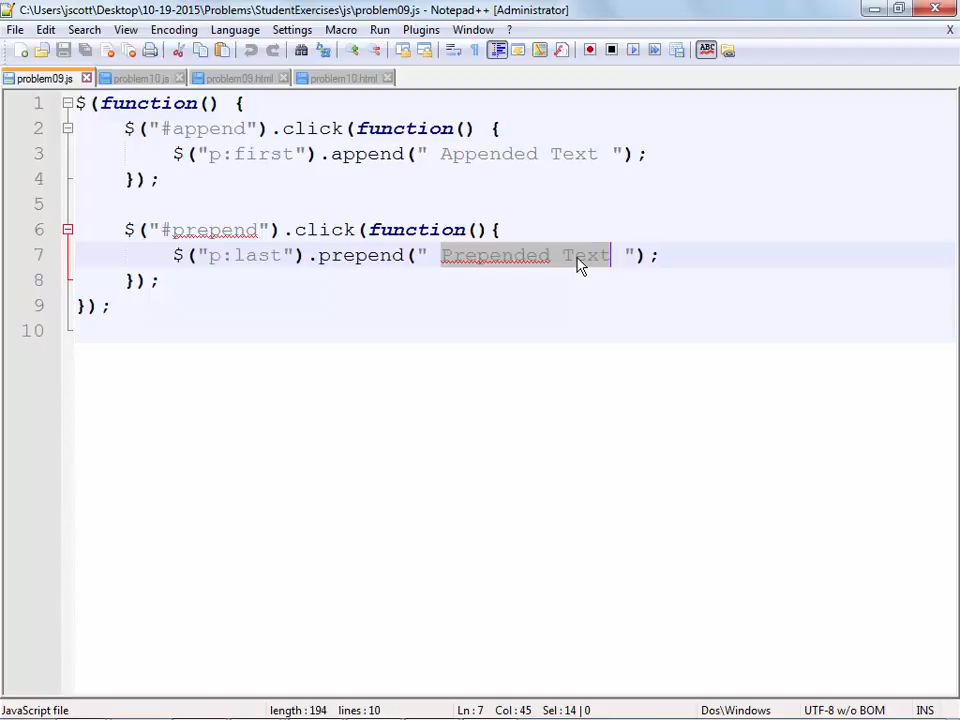 C:\Users\jscott\Desktop\10-19-2015\Problems\StudentExercises\js\problem09.js - Notepad++ [Administrator]
File Edit Search View Encoding Language Settings Macro Run Plugins Window ? X
problem09.js problem10.js problem09.html problem10.html
1 $(function() {
2 $("#append").click(function() {
3 $("p:first").append(" Appended Text ");
4 });
5
6 $("#prepend").click(function(){
7 $("p:last").prepend(" Prepended Text ");
8 });
9 });
10
JavaScript file length : 194 lines : 10 Ln : 7 Col : 45 Sel : 14 | 0 Dos\Windows UTF-8 w/o BOM INS